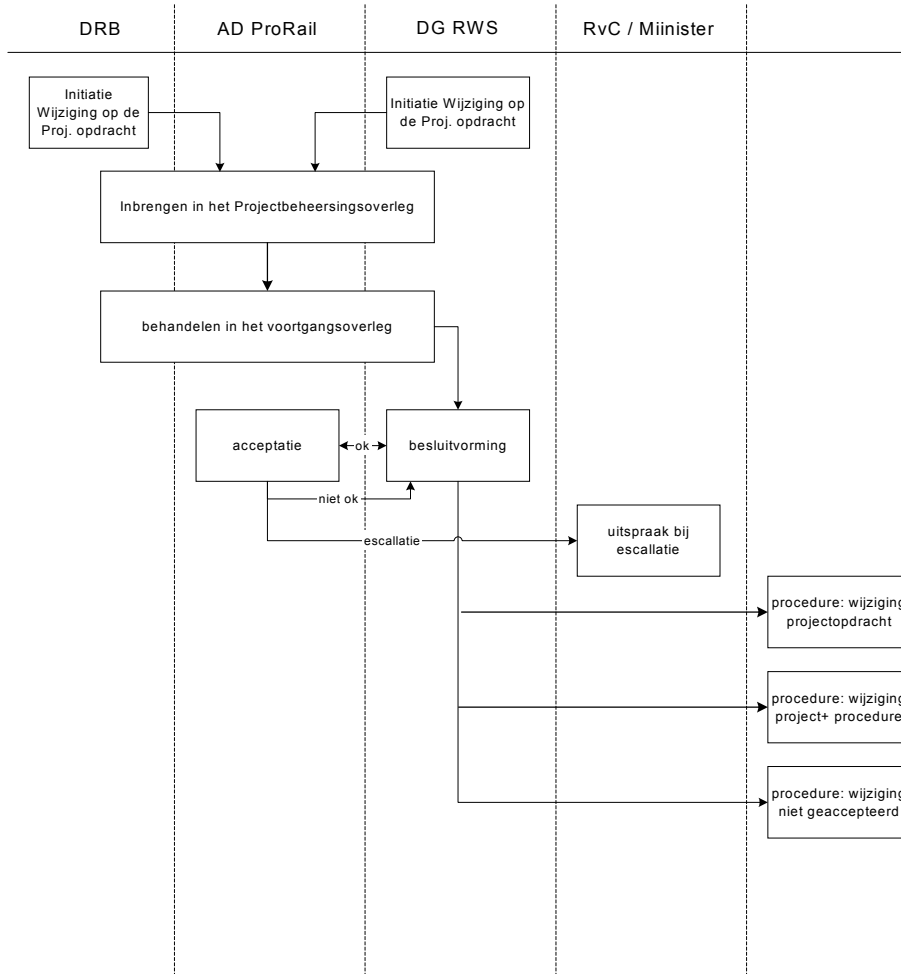 DRB AD ProRail DG RWS RvC / Miinister
Initiatie
Wijziging op de
Proj. opdracht
Initiatie Wijziging op
de Proj. opdracht
Inbrengen in het Projectbeheersingsoverleg
behandelen in het voortgangsoverleg
acceptatie
ok
besluitvorming
niet ok
escallatie
uitspraak bij
escallatie
procedure: wijziging
projectopdracht
procedure: wijziging
project+ procedure
procedure: wijziging
niet geaccepteerd